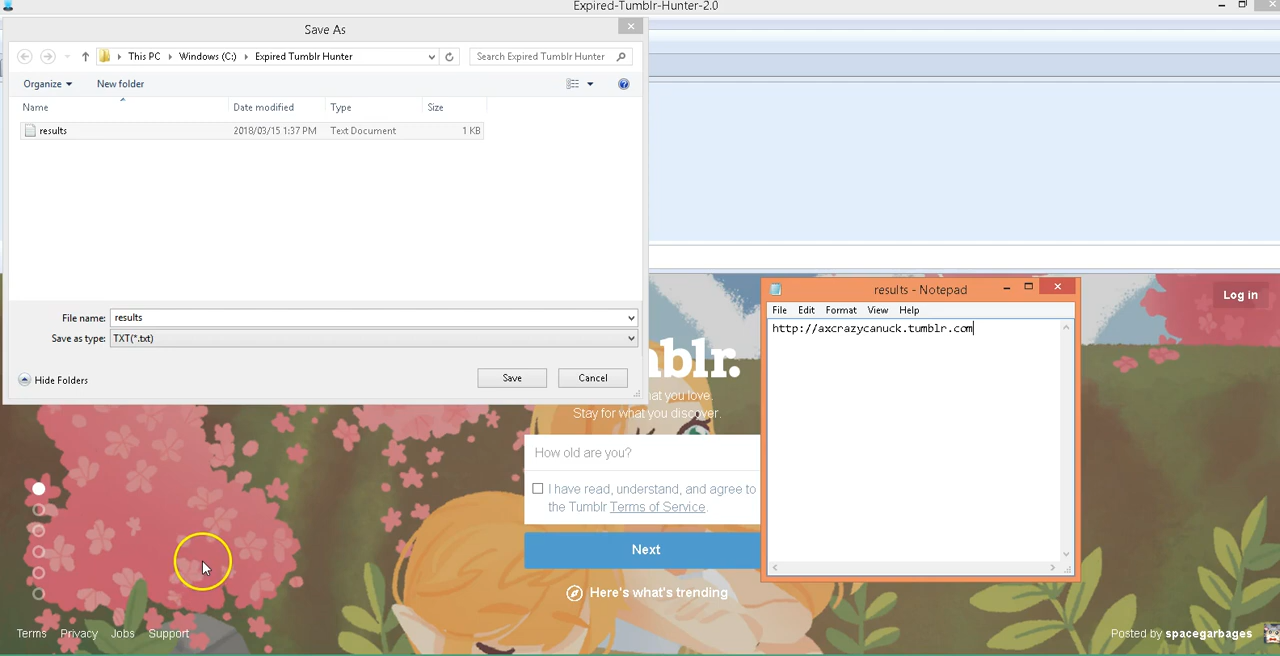 Expired-Tumblr-Hunter-2.0
Save As
This PC
Windows (C:)
Expired Tumblr Hunter
Search Expired Tumblr Hunter
Organize
New folder
Name
Date modified
Type
Size
results
2018/03/15 1:37 PM
Text Document
1 KB
File name: results
Save as type: TXT(*.txt)
Hide Folders
Save
Cancel
results - Notepad
File Edit Format View Help
http://axcrazycanuck.tumblr.com
Log in
blr.
at you love.
Stay for what you discover.
How old are you?
I have read, understand, and agree to
the Tumblr Terms of Service.
Next
Here's what's trending
Terms Privacy Jobs Support
Posted by spacegarbages